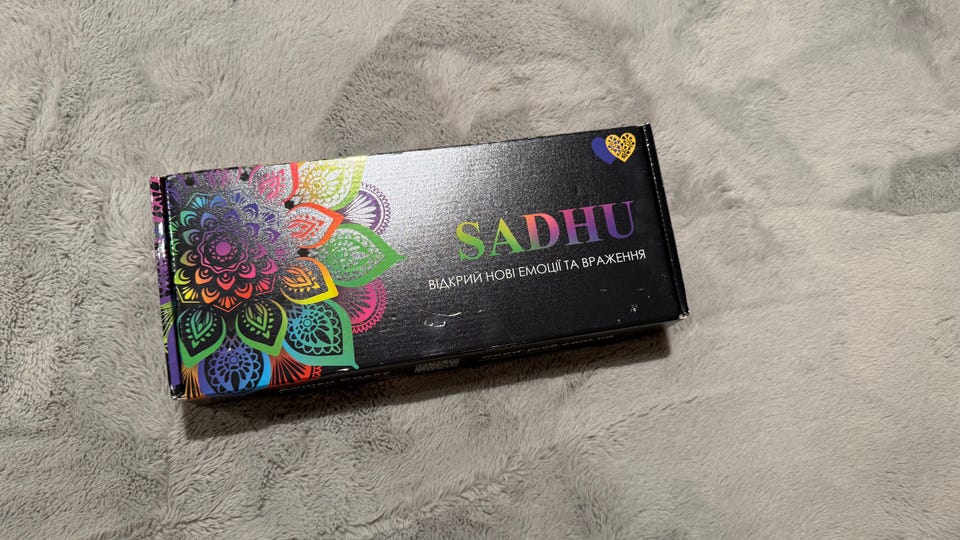 SADHU
ВІДКРИЙ НОВІ ЕМОЦІЇ ТА ВРАЖЕННЯ